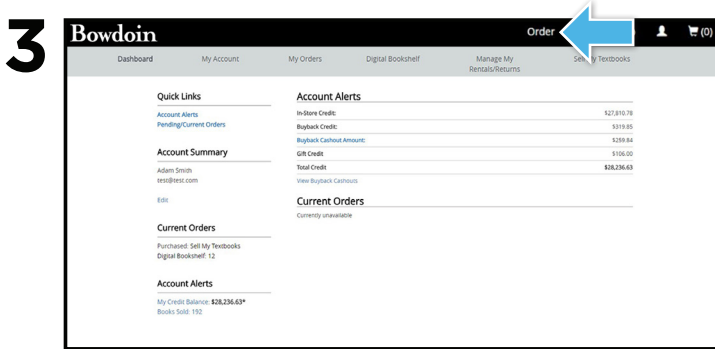 3
Bowdoin
Order
(0)
Dashboard My Account My Orders Digital Bookshelf Manage My Rentals/Returns Sell My Textbooks
Quick Links
Account Alerts
Pending/Current Orders
Account Summary
Adam Smith
test@test.com
Edit
Current Orders
Purchased: Sell My Textbooks
Digital Bookshelf: 12
Account Alerts
My Credit Balance: $28,236.63*
Books Sold: 192
Account Alerts
In-Store Credit: $27,810.78
Buyback Credit: $319.85
Buyback Cashout Amount: $259.84
Gift Credit $106.00
Total Credit $28,236.63
View Buyback Cashouts
Current Orders
Currently unavailable